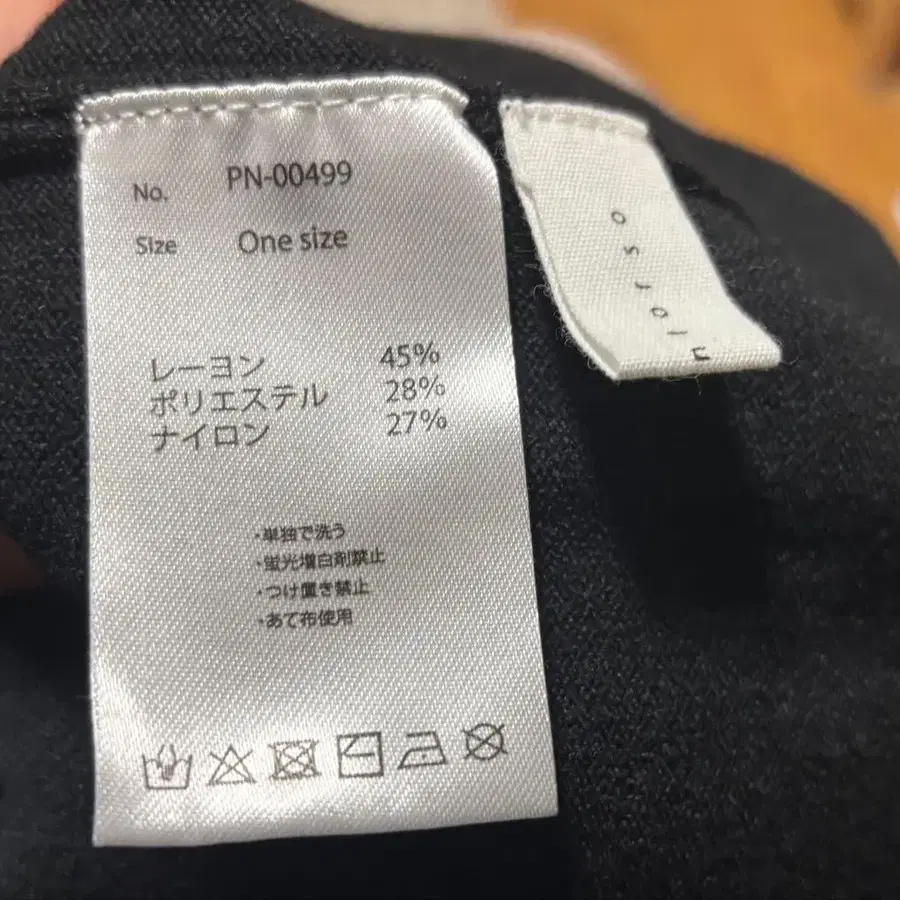 No. PN-00499
Size One size
レーヨン 45%
ポリエステル 28%
ナイロン 27%
・単独で洗う
・蛍光増白剤禁止
・つけ置き禁止
・あて布使用